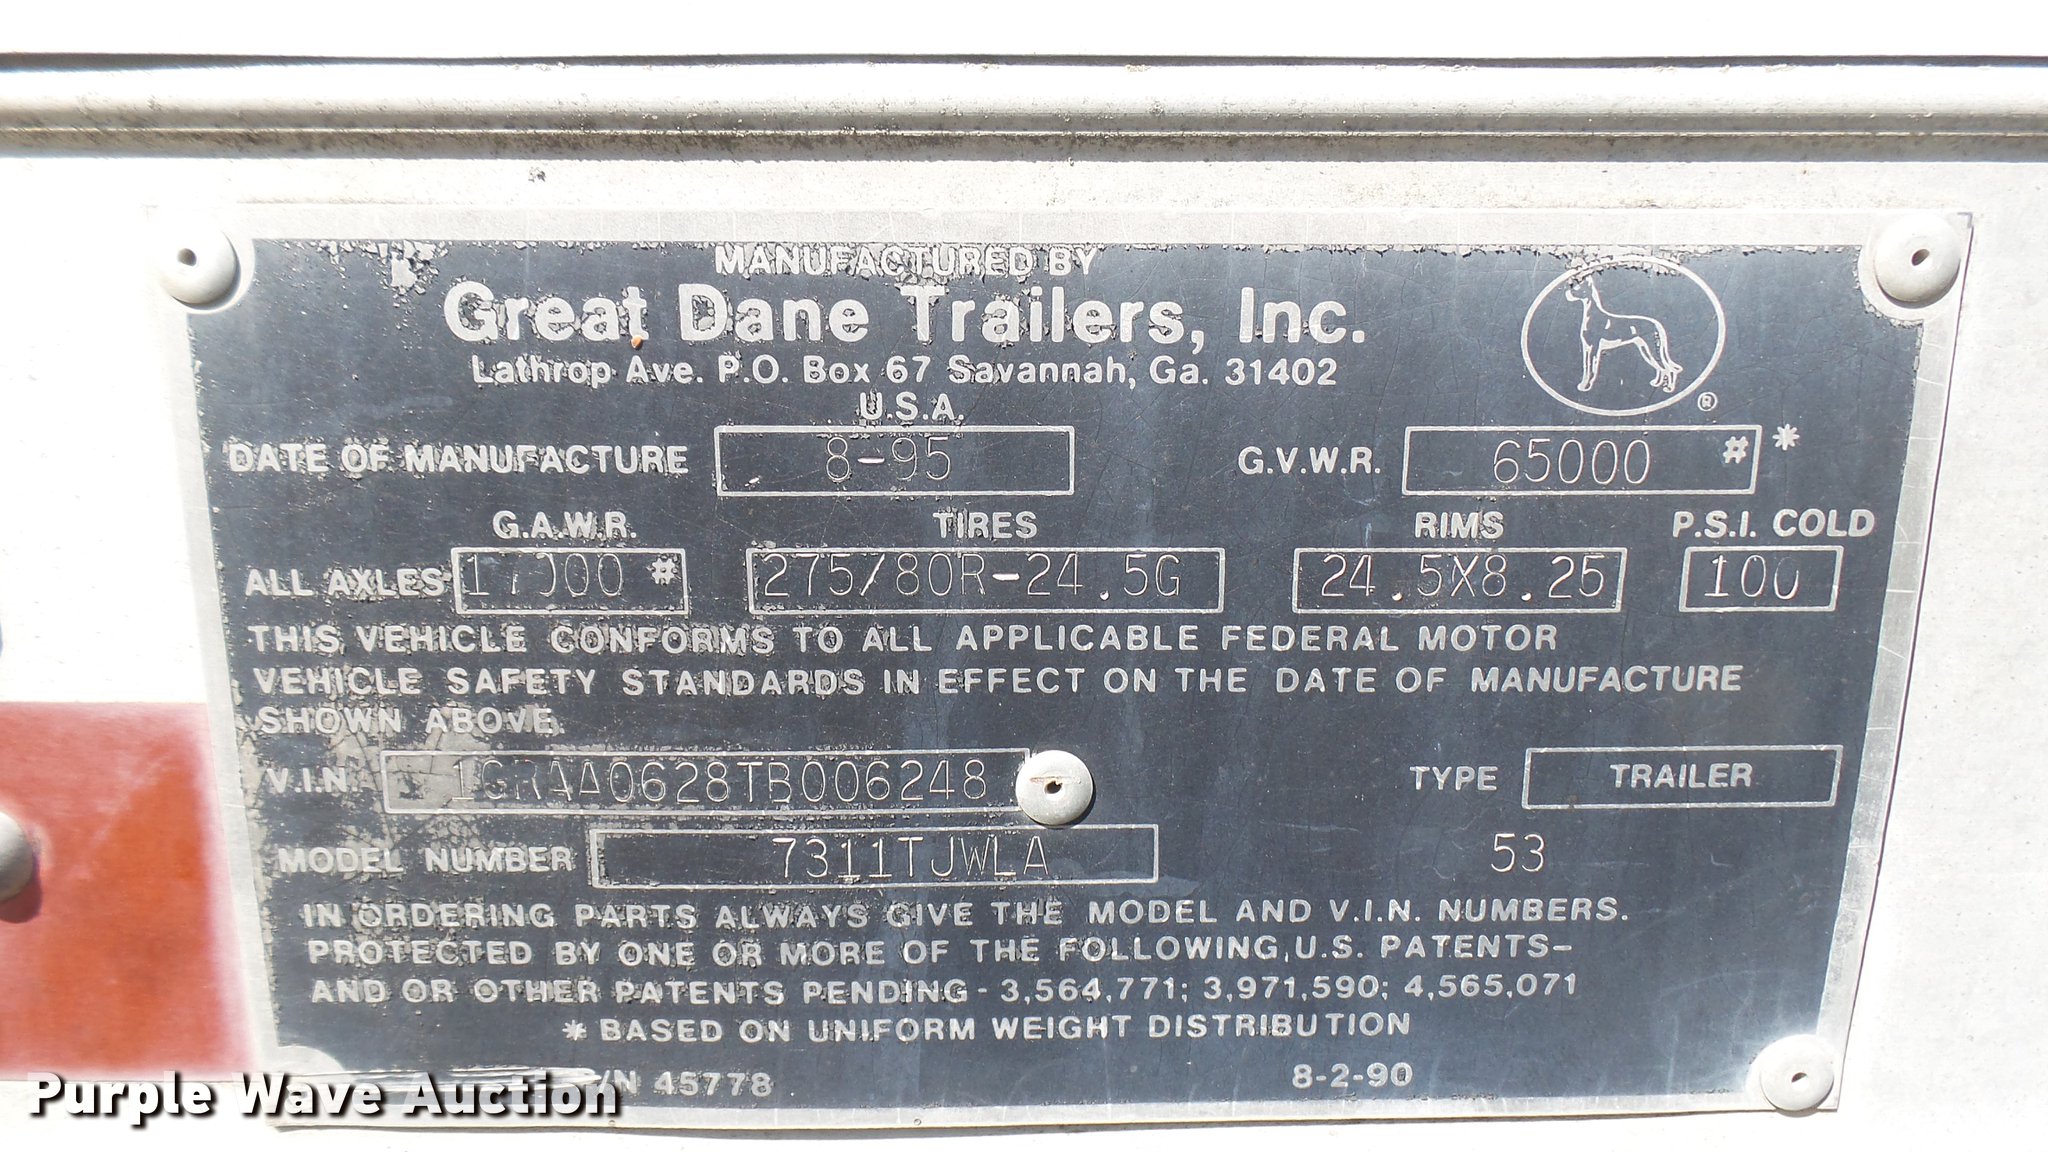 MANUFACTURED BY
Great Dane Trailers, Inc.
Lathrop Ave. P.O. Box 67 Savannah, Ga. 31402
U.S.A.
®
DATE OF MANUFACTURE 8-95 G.V.W.R. 65000 # *
G.A.W.R. TIRES RIMS P.S.I. COLD
ALL AXLES 17000 # 275/80R-24.5G 24.5X8.25 100
THIS VEHICLE CONFORMS TO ALL APPLICABLE FEDERAL MOTOR
VEHICLE SAFETY STANDARDS IN EFFECT ON THE DATE OF MANUFACTURE
SHOWN ABOVE.
V.I.N. 1GRAA0628TB006248 TYPE TRAILER
MODEL NUMBER 7311TJWLA 53
IN ORDERING PARTS ALWAYS GIVE THE MODEL AND V.I.N. NUMBERS.
PROTECTED BY ONE OR MORE OF THE FOLLOWING, U.S. PATENTS-
AND OR OTHER PATENTS PENDING - 3,564,771; 3,971,590; 4,565,071
* BASED ON UNIFORM WEIGHT DISTRIBUTION
/N 45778 8-2-90
Purple Wave Auction